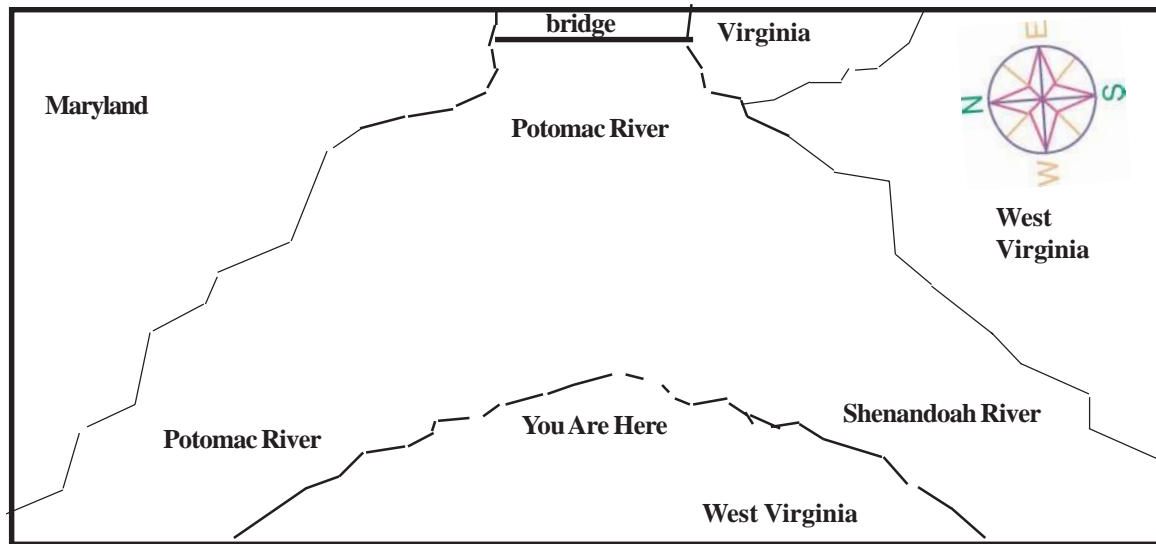 bridge
Virginia
E
Maryland
N
S
Potomac River
W
West
Virginia
Shenandoah River
You Are Here
Potomac River
West Virginia